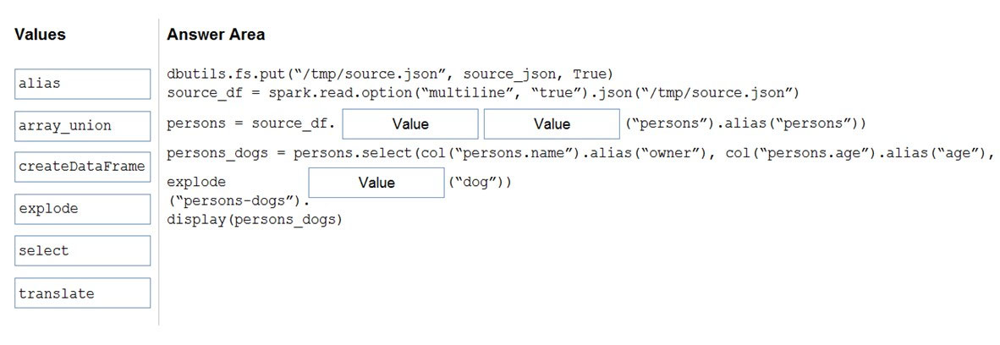 Values
alias
array_union
createDataFrame
explode
select
translate
Answer Area
dbutils.fs.put(“/tmp/source.json”, source_json, True)
source_df = spark.read.option(“multiline”, “true”).json(“/tmp/source.json”)
persons = source_df. Value Value (“persons”).alias(“persons”))
persons_dogs = persons.select(col(“persons.name”).alias(“owner”), col(“persons.age”).alias(“age”),
explode Value (“dog”))
(“persons-dogs”).
display(persons_dogs)